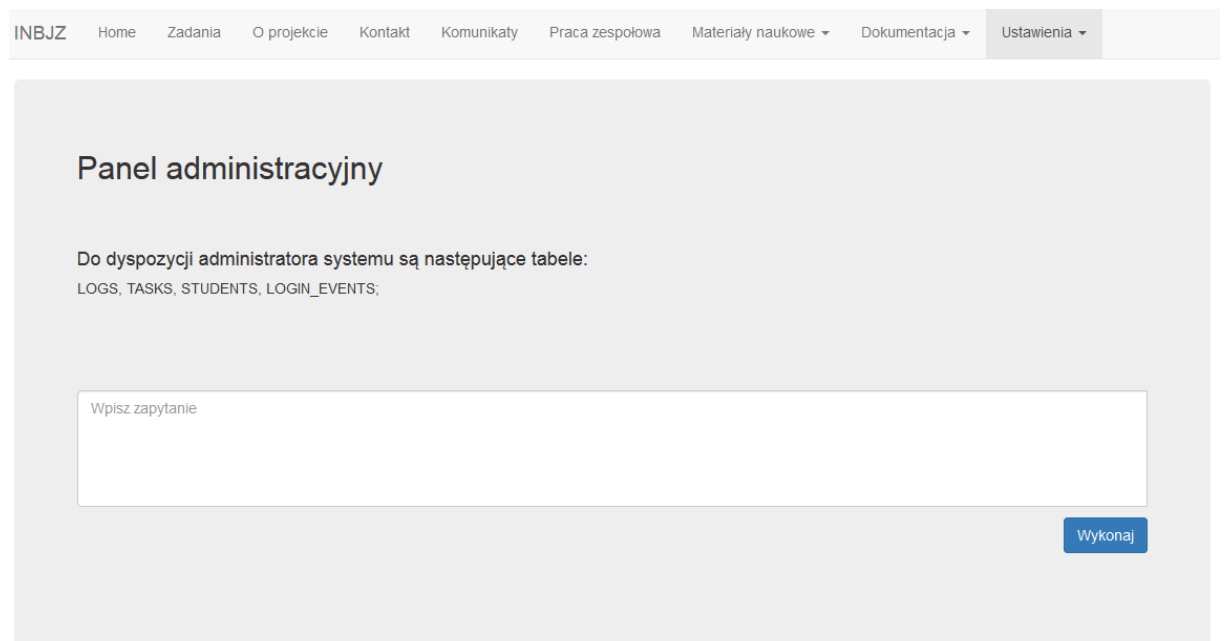 INBJZ Home Zadania O projekcie Kontakt Komunikaty Praca zespołowa Materiały naukowe Dokumentacja Ustawienia
Panel administracyjny
Do dyspozycji administratora systemu są następujące tabele:
LOGS, TASKS, STUDENTS, LOGIN_EVENTS;
Wpisz zapytanie
Wykonaj